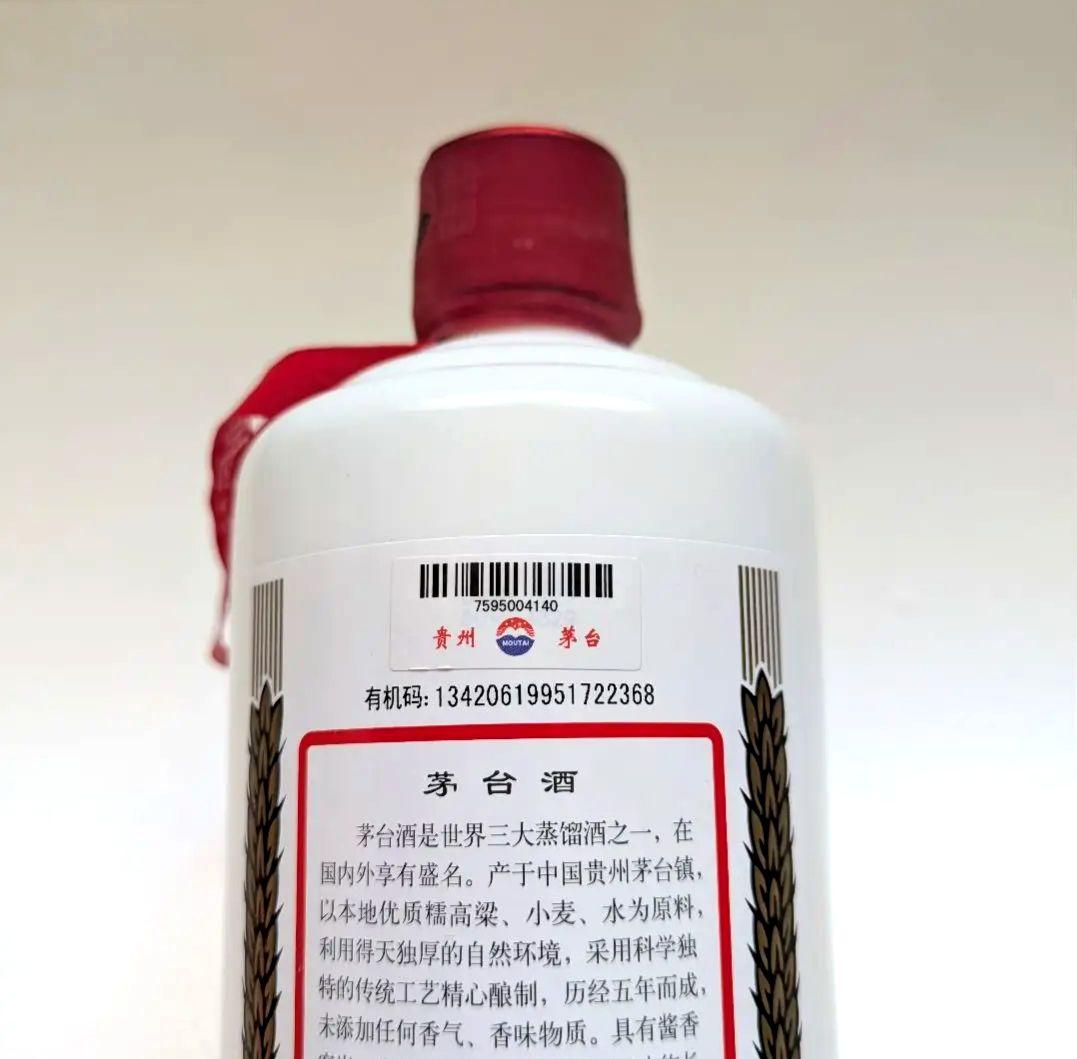 7595004140
贵州 MOUTAI 茅台
有机码:13420619951722368
茅台酒
茅台酒是世界三大蒸馏酒之一,在
国内外享有盛名。产于中国贵州茅台镇,
以本地优质糯高粱、小麦、水为原料,
利用得天独厚的自然环境,采用科学独
特的传统工艺精心酿制,历经五年而成,
未添加任何香气、香味物质。具有酱香